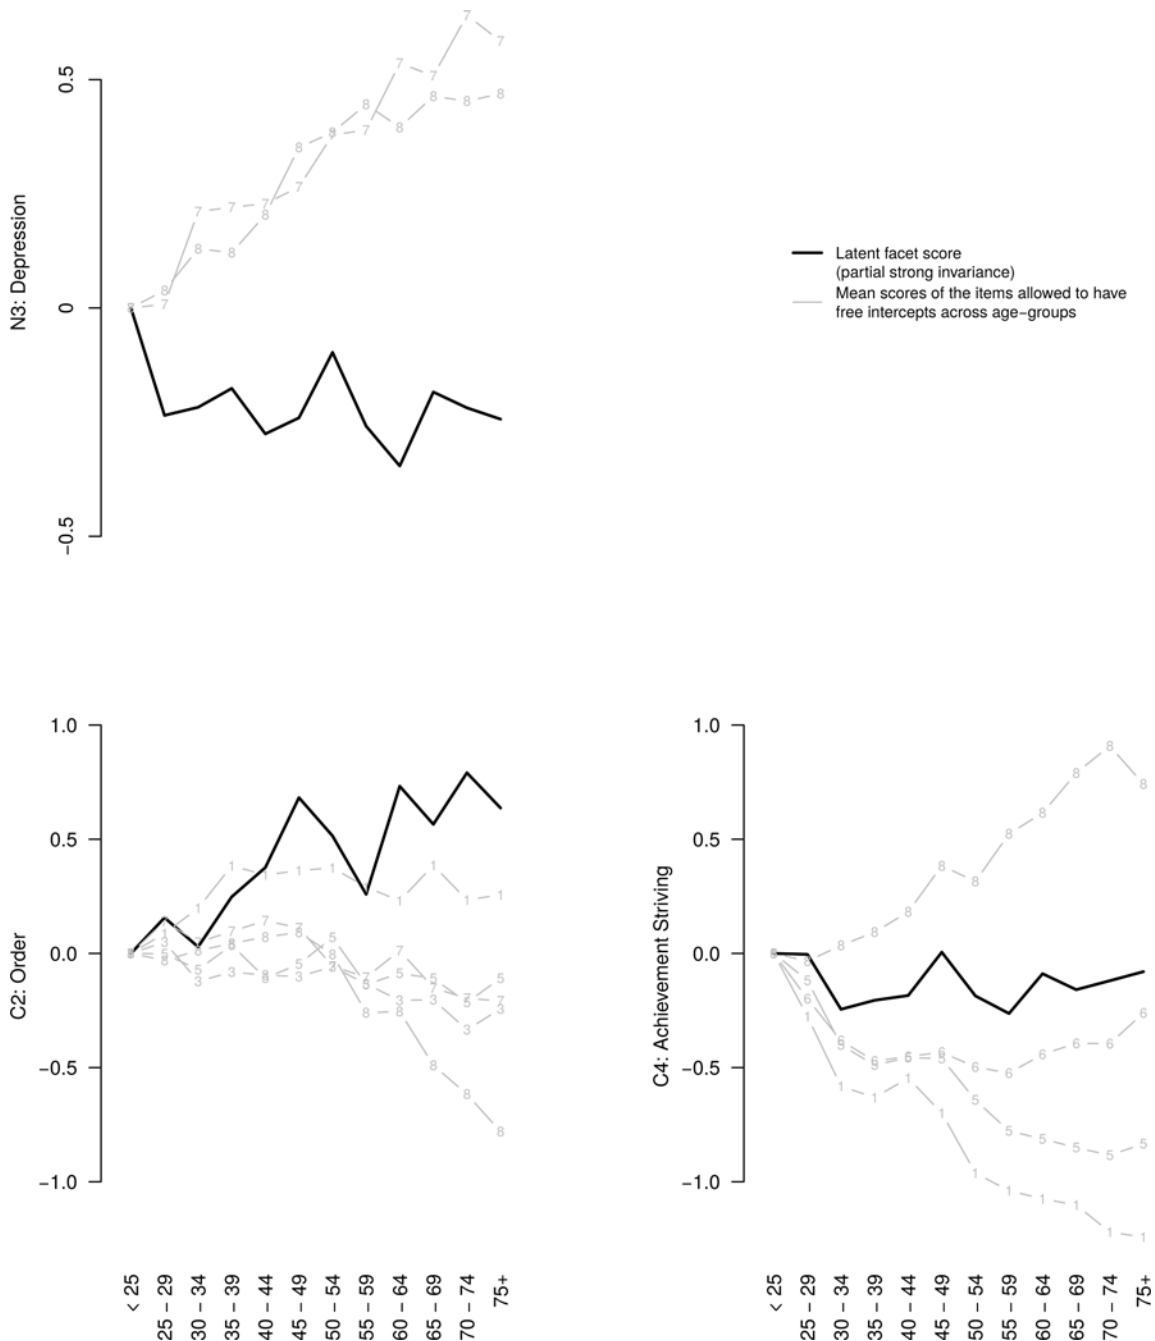 0.5
0
−0.5
N3: Depression
Latent facet score
(partial strong invariance)
Mean scores of the items allowed to have
free intercepts across age−groups
1.0
0.5
0.0
−0.5
−1.0
C2: Order
< 25
25 − 29
30 − 34
35 − 39
40 − 44
45 − 49
50 − 54
55 − 59
60 − 64
65 − 69
70 − 74
75+
1.0
0.5
0.0
−0.5
−1.0
C4: Achievement Striving
< 25
25 − 29
30 − 34
35 − 39
40 − 44
45 − 49
50 − 54
55 − 59
60 − 64
65 − 69
70 − 74
75+